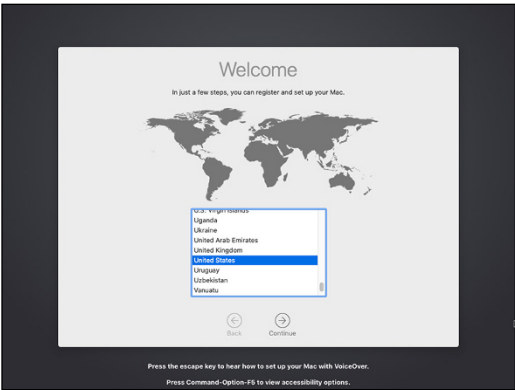 Welcome
In just a few steps, you can register and set up your Mac.
U.S. Virgin Islands
Uganda
Ukraine
United Arab Emirates
United Kingdom
United States
Uruguay
Uzbekistan
Vanuatu
Back Continue
Press the escape key to hear how to set up your Mac with VoiceOver.
Press Command-Option-F5 to view accessibility options.